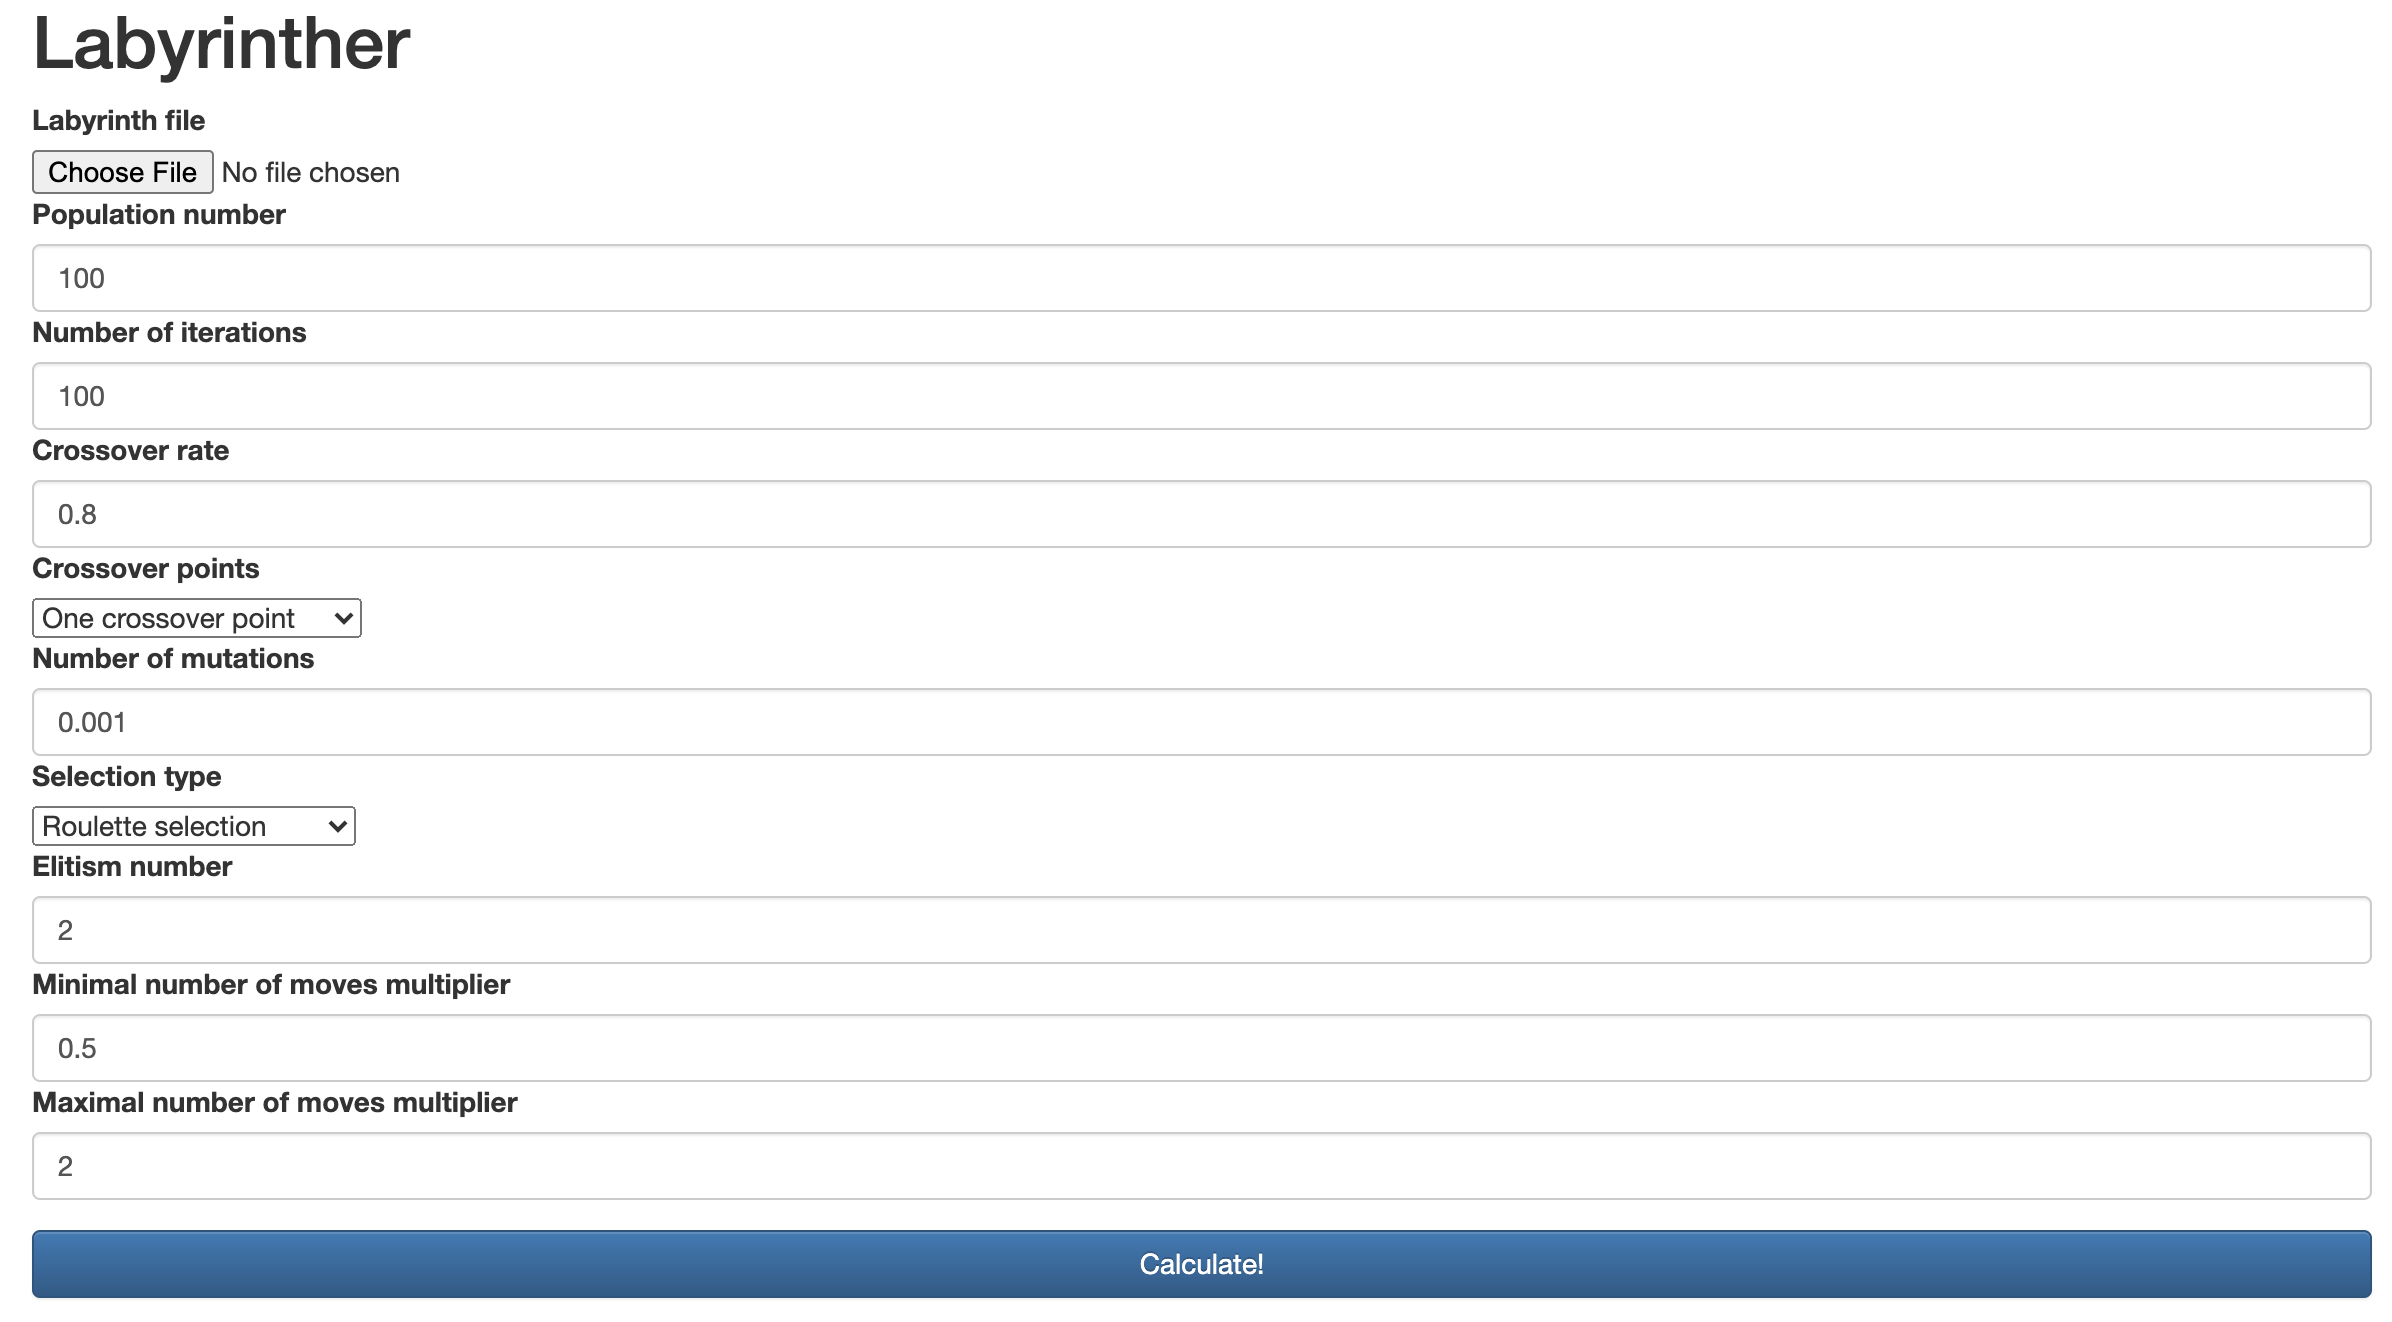 Labyrinther
Labyrinth file
Choose File No file chosen
Population number
100
Number of iterations
100
Crossover rate
0.8
Crossover points
One crossover point
Number of mutations
0.001
Selection type
Roulette selection
Elitism number
2
Minimal number of moves multiplier
0.5
Maximal number of moves multiplier
2
Calculate!